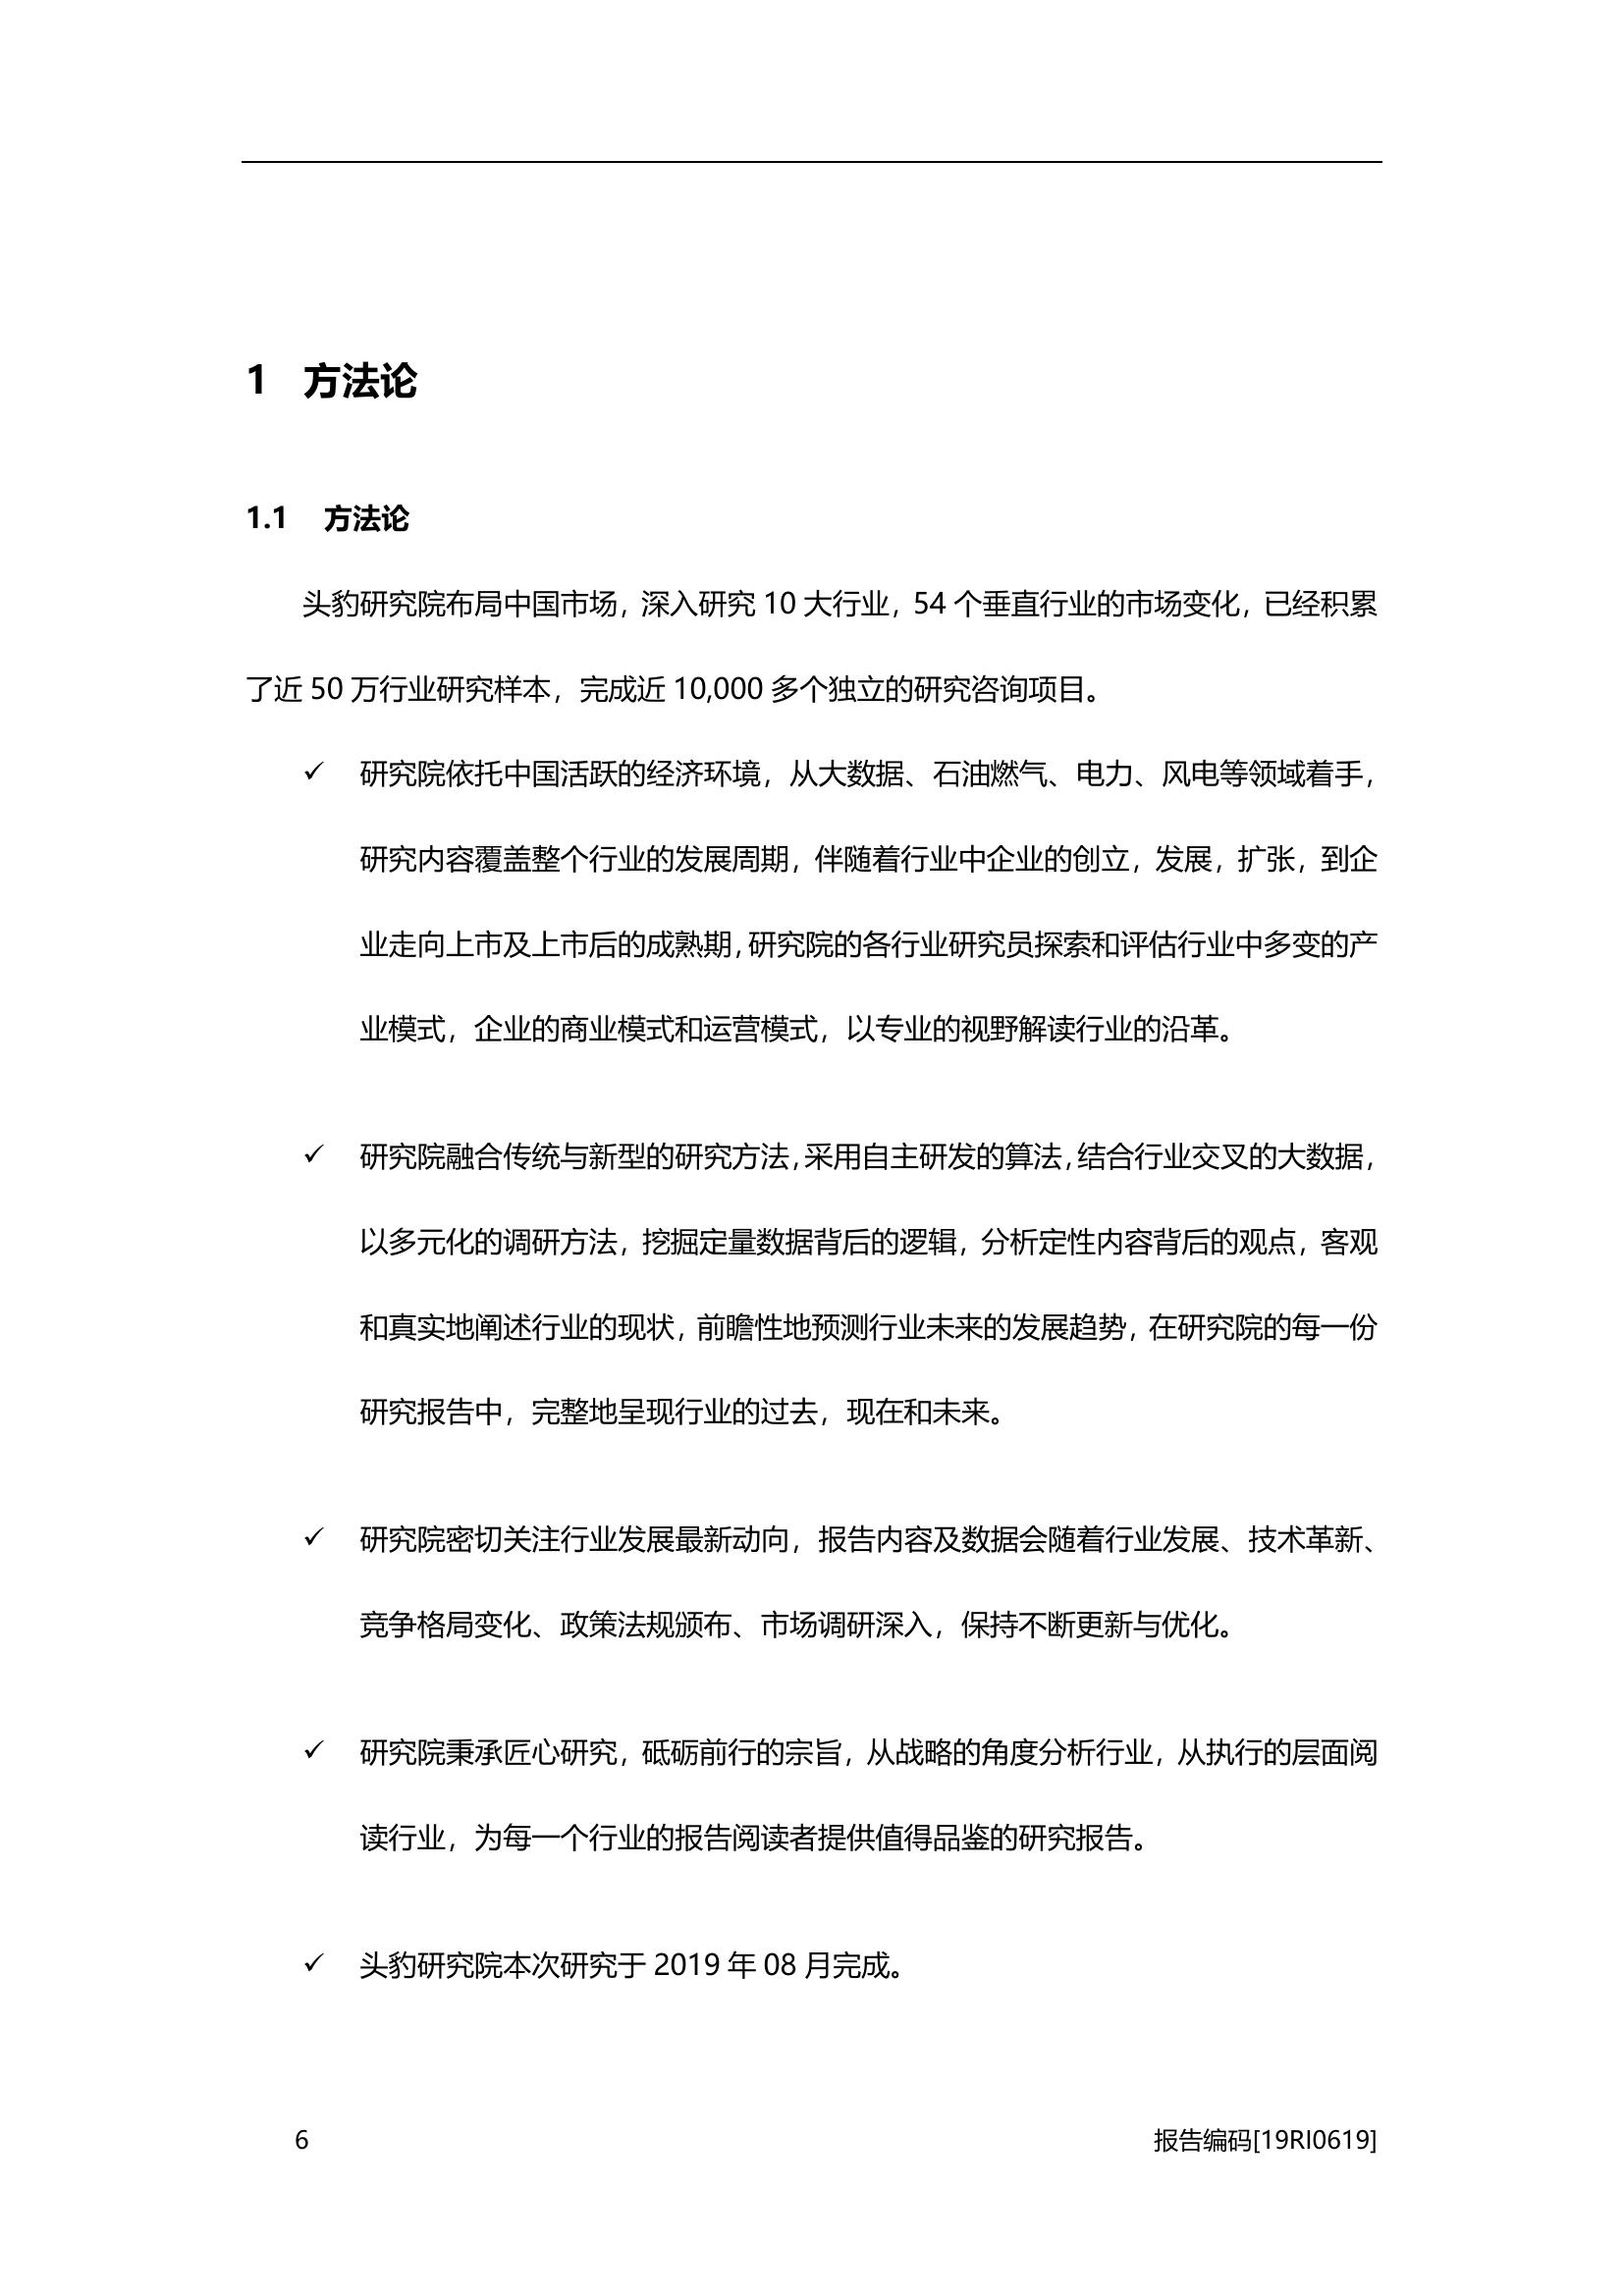 1 方法论
1.1 方法论
头豹研究院布局中国市场，深入研究 10 大行业，54 个垂直行业的市场变化，已经积累
了近 50 万行业研究样本，完成近 10,000 多个独立的研究咨询项目。
✓ 研究院依托中国活跃的经济环境，从大数据、石油燃气、电力、风电等领域着手，
研究内容覆盖整个行业的发展周期，伴随着行业中企业的创立，发展，扩张，到企
业走向上市及上市后的成熟期，研究院的各行业研究员探索和评估行业中多变的产
业模式，企业的商业模式和运营模式，以专业的视野解读行业的沿革。
✓ 研究院融合传统与新型的研究方法，采用自主研发的算法，结合行业交叉的大数据，
以多元化的调研方法，挖掘定量数据背后的逻辑，分析定性内容背后的观点，客观
和真实地阐述行业的现状，前瞻性地预测行业未来的发展趋势，在研究院的每一份
研究报告中，完整地呈现行业的过去，现在和未来。
✓ 研究院密切关注行业发展最新动向，报告内容及数据会随着行业发展、技术革新、
竞争格局变化、政策法规颁布、市场调研深入，保持不断更新与优化。
✓ 研究院秉承匠心研究，砥砺前行的宗旨，从战略的角度分析行业，从执行的层面阅
读行业，为每一个行业的报告阅读者提供值得品鉴的研究报告。
✓ 头豹研究院本次研究于 2019 年 08 月完成。
6 报告编码[19RI0619]